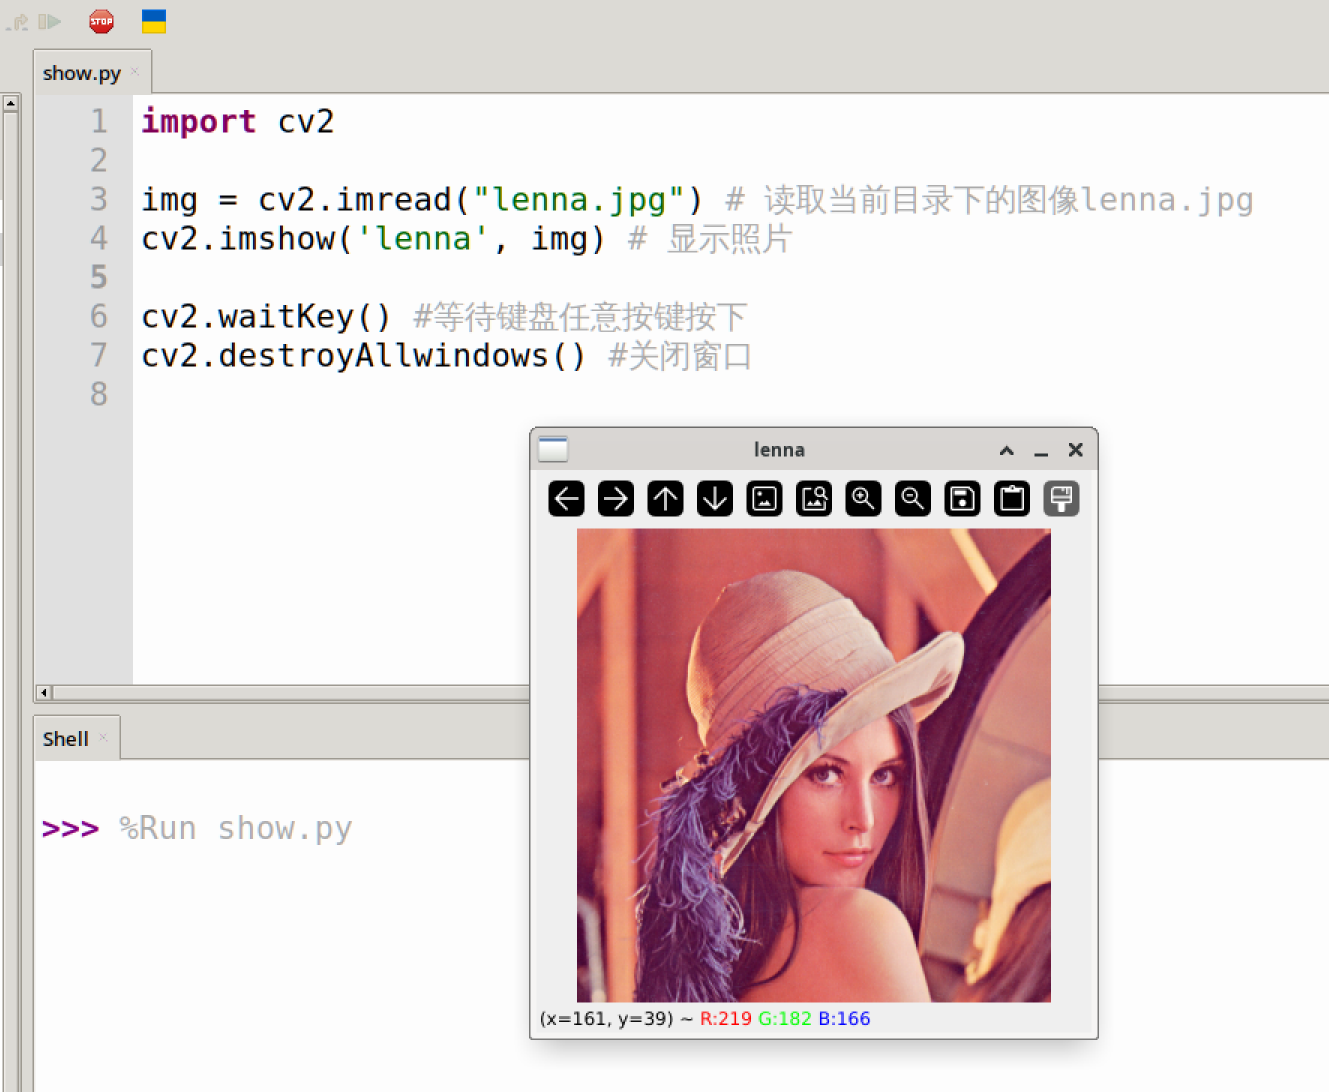 STOP
show.py
1 import cv2
2
3 img = cv2.imread("lenna.jpg") # 读取当前目录下的图像lenna.jpg
4 cv2.imshow('lenna', img) # 显示照片
5
6 cv2.waitKey() #等待键盘任意按键按下
7 cv2.destroyAllwindows() #关闭窗口
8
lenna
Shell
>>> %Run show.py
(x=161, y=39) ~ R:219 G:182 B:166